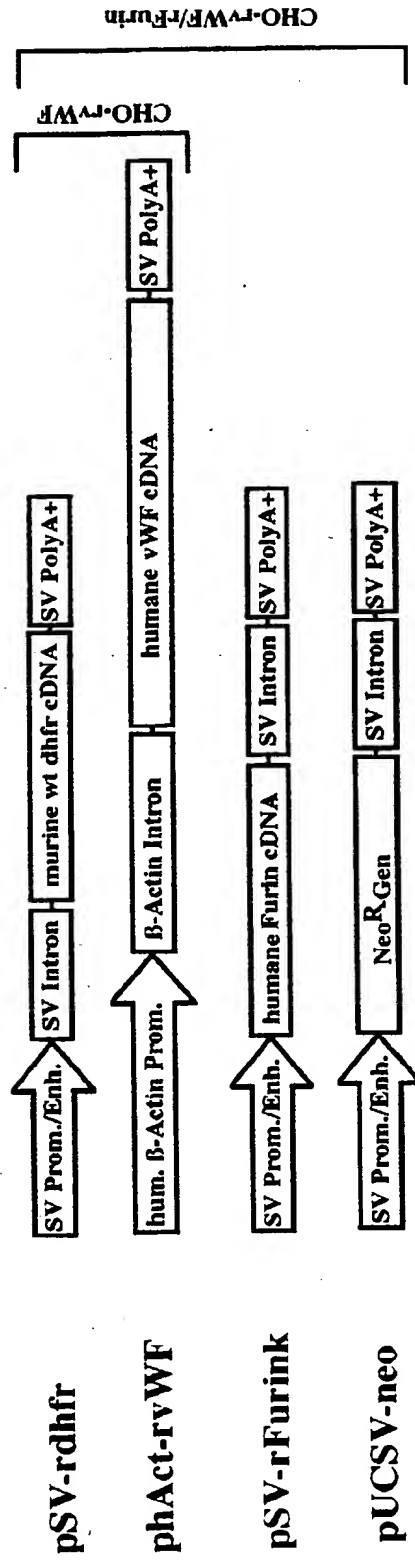 pSV-rdhfr
SV Prom./Enh.
SV Intron
murine wt dhfr cDNA
SV PolyA+
phAct-rvWF
hum. ß-Actin Prom.
ß-Actin Intron
humane vWF cDNA
SV PolyA+
CHO-rvWF
pSV-rFurink
SV Prom./Enh.
humane Furin cDNA
SV Intron
SV PolyA+
pUCSV-neo
SV Prom./Enh.
Neo^R-Gen
SV Intron
SV PolyA+
CHO-rvWF/rFurin